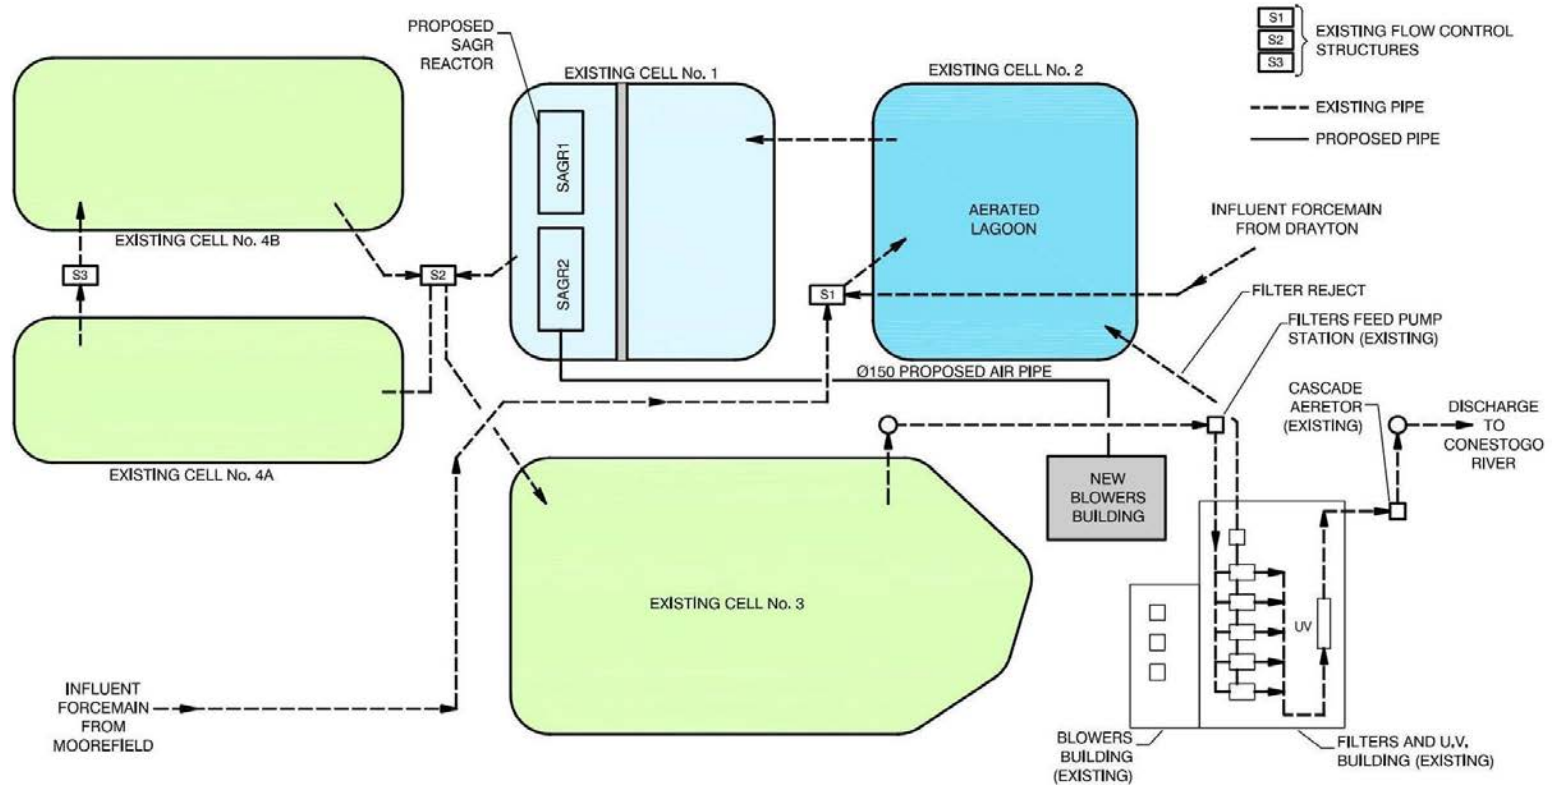 PROPOSED
SAGR
REACTOR
EXISTING CELL No. 1
EXISTING CELL No. 2
S1
S2
S3
EXISTING FLOW CONTROL
STRUCTURES
EXISTING PIPE
PROPOSED PIPE
SAGR1
SAGR2
AERATED
LAGOON
INFLUENT FORCEMAIN
FROM DRAYTON
EXISTING CELL No. 4B
S3
S2
S1
FILTER REJECT
FILTERS FEED PUMP
STATION (EXISTING)
Ø150 PROPOSED AIR PIPE
CASCADE
AERETOR
(EXISTING)
DISCHARGE
TO
CONESTOGO
RIVER
EXISTING CELL No. 4A
NEW
BLOWERS
BUILDING
EXISTING CELL No. 3
UV
INFLUENT
FORCEMAIN
FROM
MOOREFIELD
BLOWERS
BUILDING
(EXISTING)
FILTERS AND U.V.
BUILDING (EXISTING)